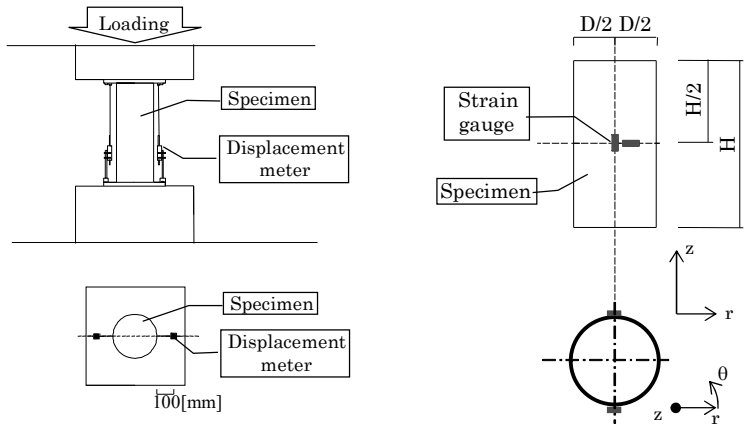 Loading
Specimen
Displacement
meter
Specimen
Displacement
meter
100[mm]
D/2 D/2
Strain
gauge
H/2
H
Specimen
z
r
θ
z
r